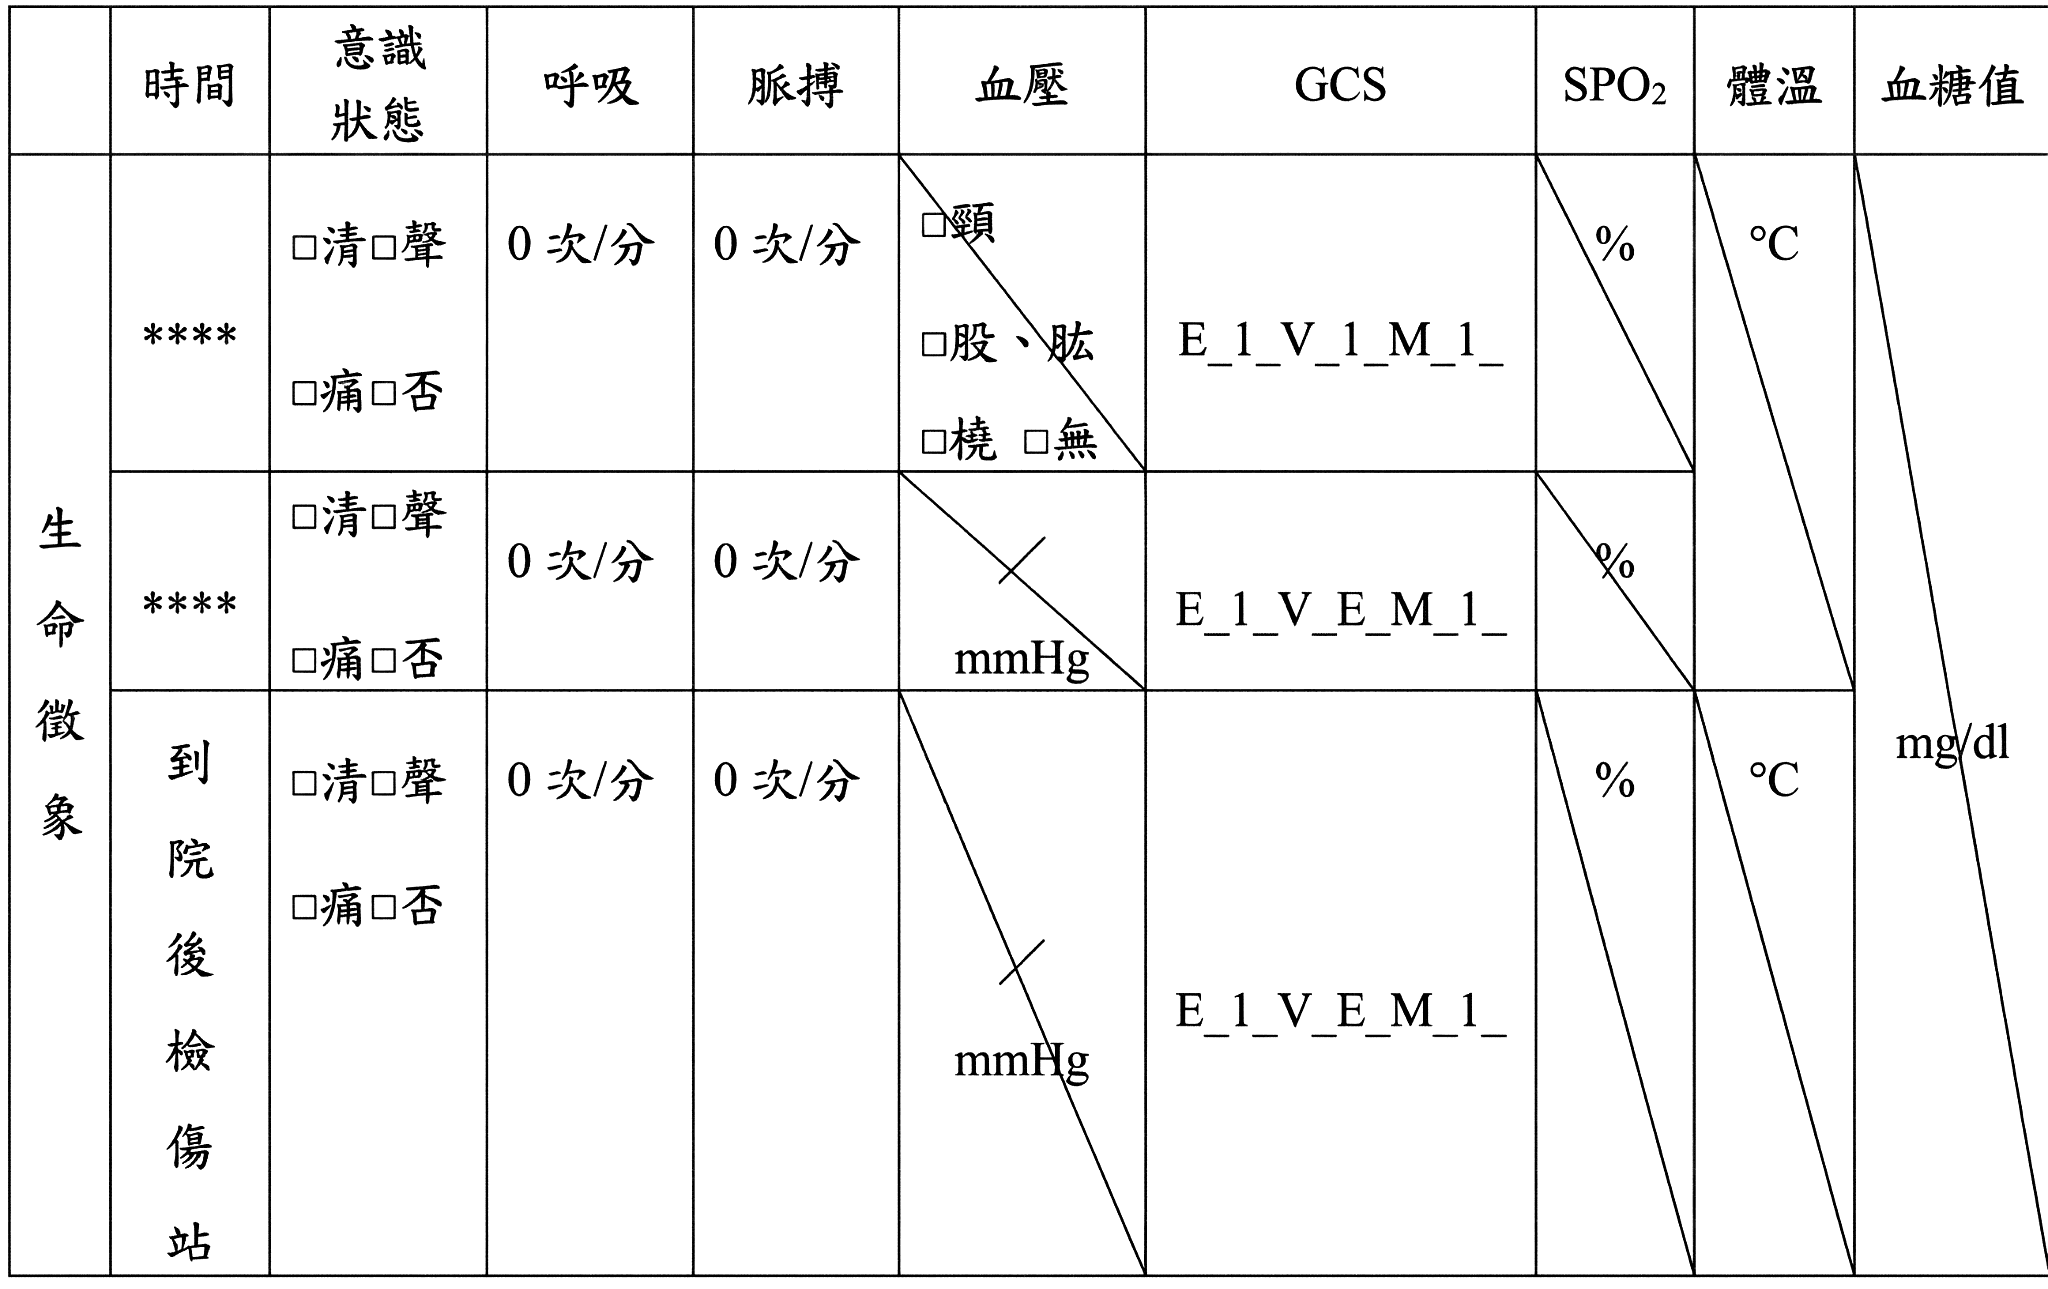 時間 意識狀態 呼吸 脈搏 血壓 GCS SPO₂ 體溫 血糖值
生命徵象
**** □清□聲 0 次/分 0 次/分 □頸 % °C
□股、肱 E_1_V_1_M_1_
□痛□否 □橈 □無
**** □清□聲 0 次/分 0 次/分 / %
□痛□否 mmHg E_1_V_E_M_1_
到院後檢傷站 □清□聲 0 次/分 0 次/分 / % °C mg/dl
□痛□否 mmHg E_1_V_E_M_1_